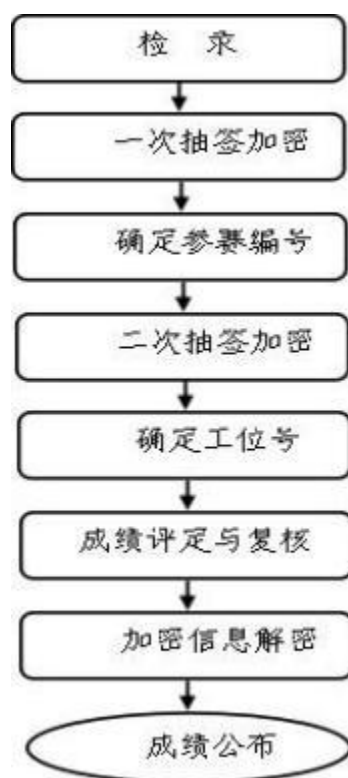 检 录
一次抽签加密
确定参赛编号
二次抽签加密
确定工位号
成绩评定与复核
加密信息解密
成绩公布